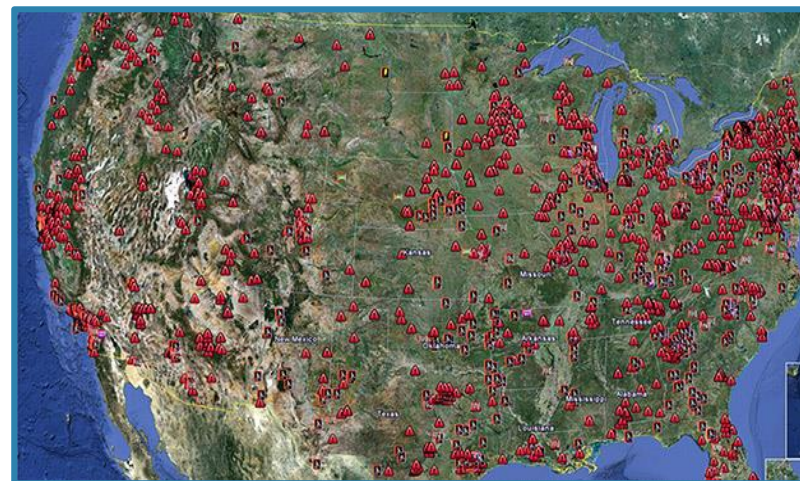 Kansas
Missouri
New Mexico
Oklahoma
Arkansas
Tennessee
Texas
Mississippi
Alabama
Louisiana